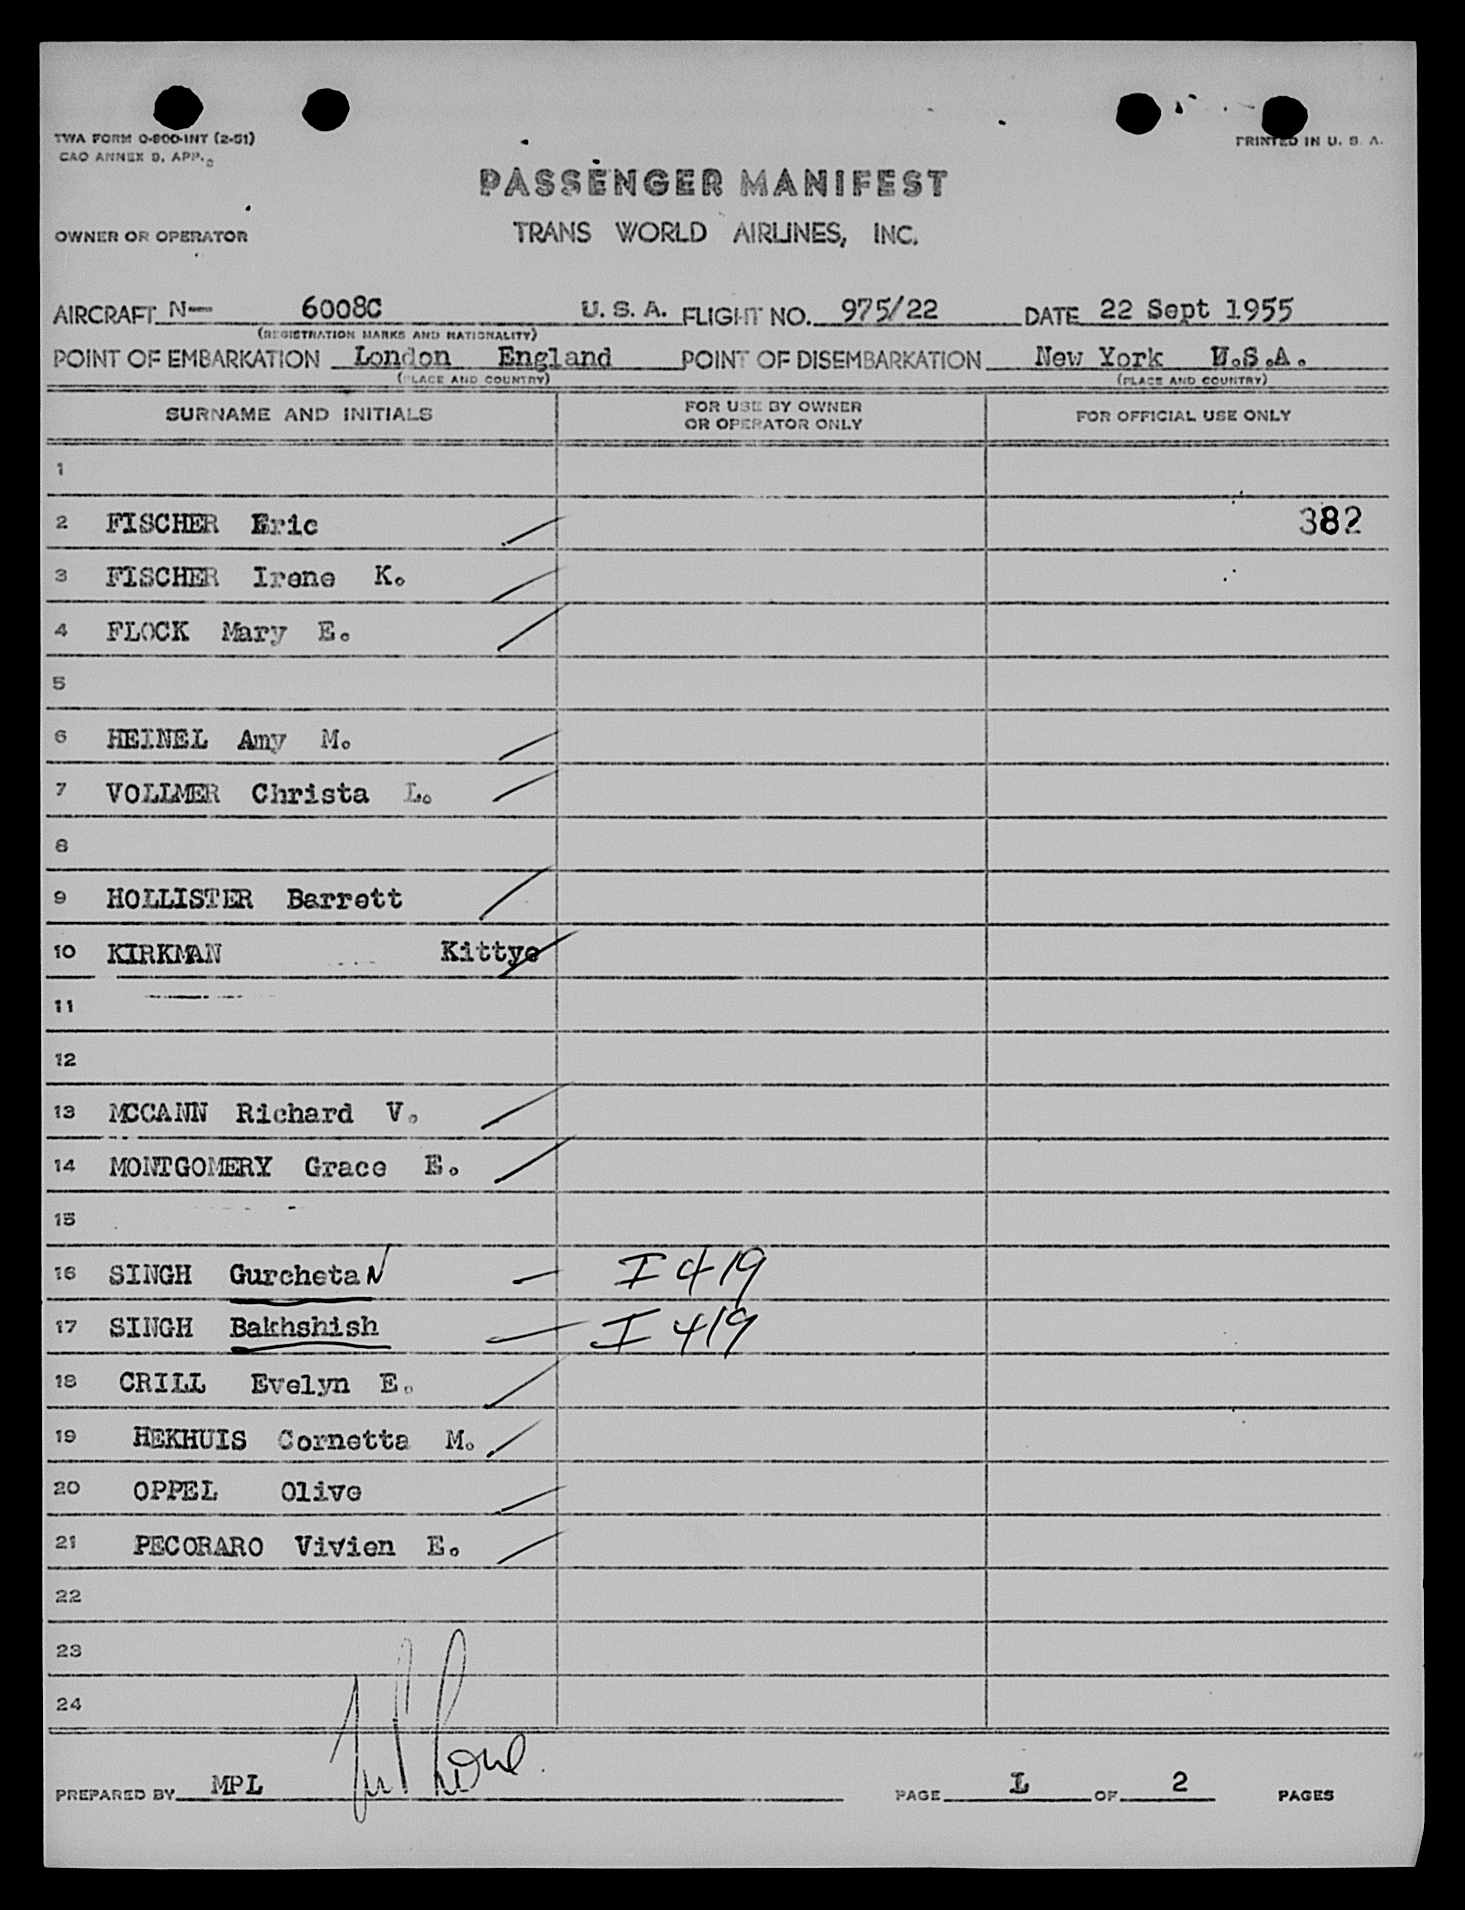 TWA FORM O-800-INT (2-51)
CAO ANNEX 9, APP.
PRINTED IN U. S. A.
PASSENGER MANIFEST
OWNER OR OPERATOR
TRANS WORLD AIRLINES, INC.
AIRCRAFT N- 6008C U. S. A. FLIGHT NO. 975/22 DATE 22 Sept 1955
(REGISTRATION MARKS AND NATIONALITY)
POINT OF EMBARKATION London England POINT OF DISEMBARKATION New York U.S.A.
(PLACE AND COUNTRY) (PLACE AND COUNTRY)
SURNAME AND INITIALS FOR USE BY OWNER OR OPERATOR ONLY FOR OFFICIAL USE ONLY
1
2 FISCHER Eric 382
3 FISCHER Irene K.
4 FLOCK Mary E.
5
6 HEINEL Amy M.
7 VOLLMER Christa L.
8
9 HOLLISTER Barrett
10 KIRKMAN Kittye
11
12
13 MCCANN Richard V.
14 MONTGOMERY Grace E.
15
16 SINGH GurchetaN I 419
17 SINGH Bakhshish I 419
18 CRILL Evelyn E.
19 HEKHUIS Cornetta M.
20 OPPEL Olive
21 PECORARO Vivien E.
22
23
24
PREPARED BY MPL PAGE 1 OF 2 PAGES